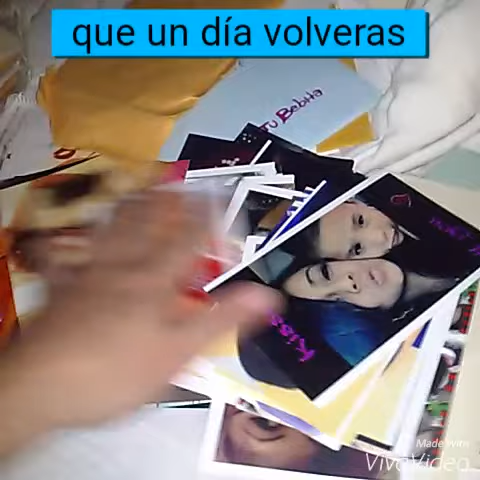 que un día volveras
Tu Bebita
Kiss
Made With
VivaVideo